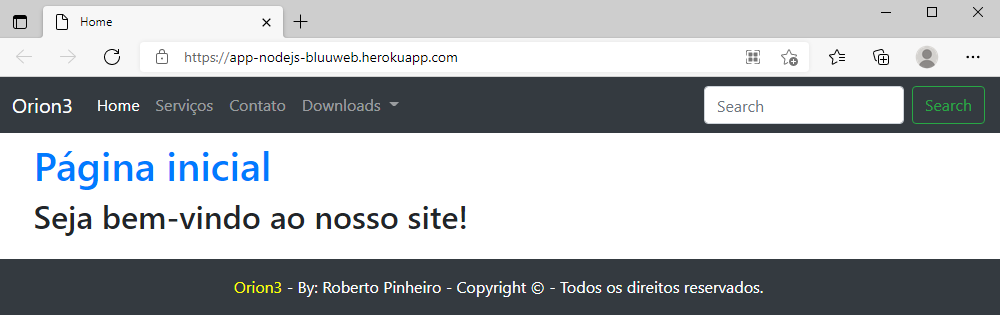 Home
https://app-nodejs-bluuweb.herokuapp.com
Orion3 Home Serviços Contato Downloads Search Search
Página inicial
Seja bem-vindo ao nosso site!
Orion3 - By: Roberto Pinheiro - Copyright © - Todos os direitos reservados.